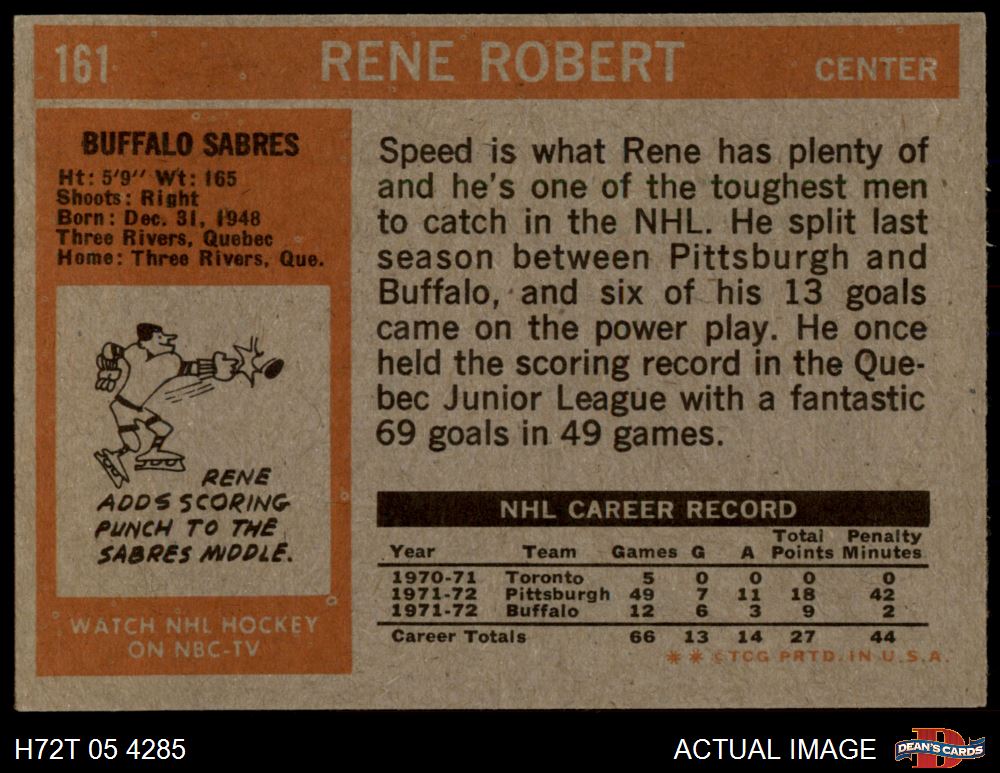 161 RENE ROBERT CENTER
BUFFALO SABRES
Ht: 5'9" Wt: 165
Shoots: Right
Born: Dec. 31, 1948
Three Rivers, Quebec
Home: Three Rivers, Que.
RENE
ADDS SCORING
PUNCH TO THE
SABRES MIDDLE.
WATCH NHL HOCKEY
ON NBC-TV
Speed is what Rene has plenty of
and he's one of the toughest men
to catch in the NHL. He split last
season between Pittsburgh and
Buffalo, and six of his 13 goals
came on the power play. He once
held the scoring record in the Que-
bec Junior League with a fantastic
69 goals in 49 games.
NHL CAREER RECORD
Total Penalty
Year Team Games G A Points Minutes
1970-71 Toronto 5 0 0 0 0
1971-72 Pittsburgh 49 7 11 18 42
1971-72 Buffalo 12 6 3 9 2
Career Totals 66 13 14 27 44
* * ©TCG PRTD. IN U.S.A.
H72T 05 4285 ACTUAL IMAGE DEAN'S CARDS